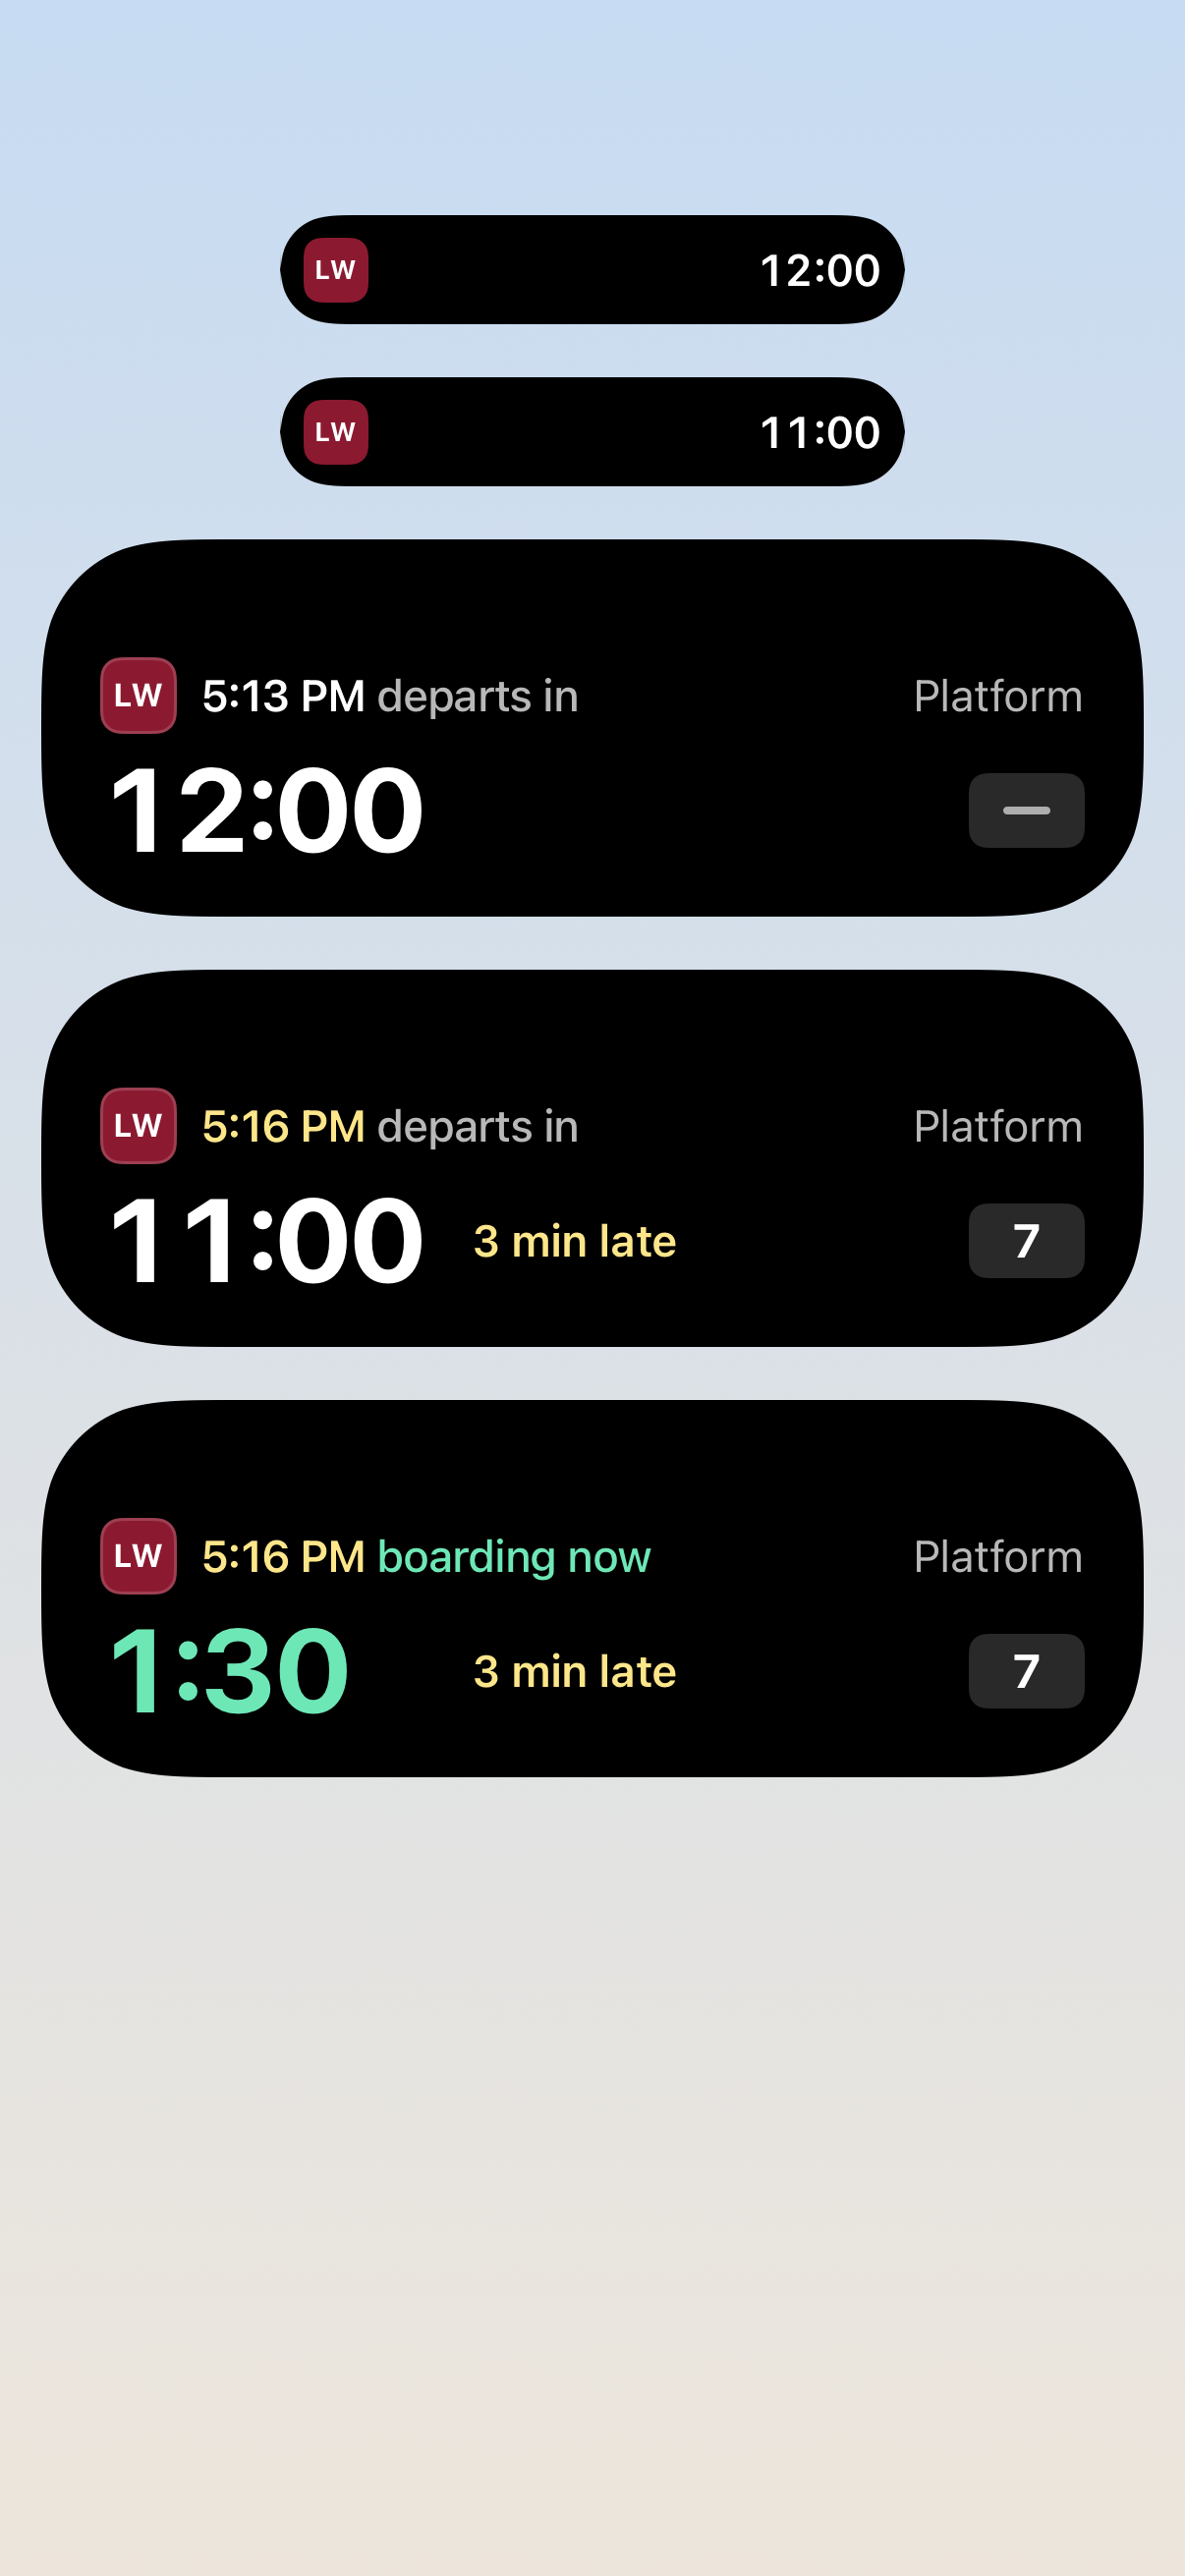 LW 12:00
LW 11:00
LW 5:13 PM departs in Platform
12:00 —
LW 5:16 PM departs in Platform
11:00 3 min late 7
LW 5:16 PM boarding now Platform
1:30 3 min late 7